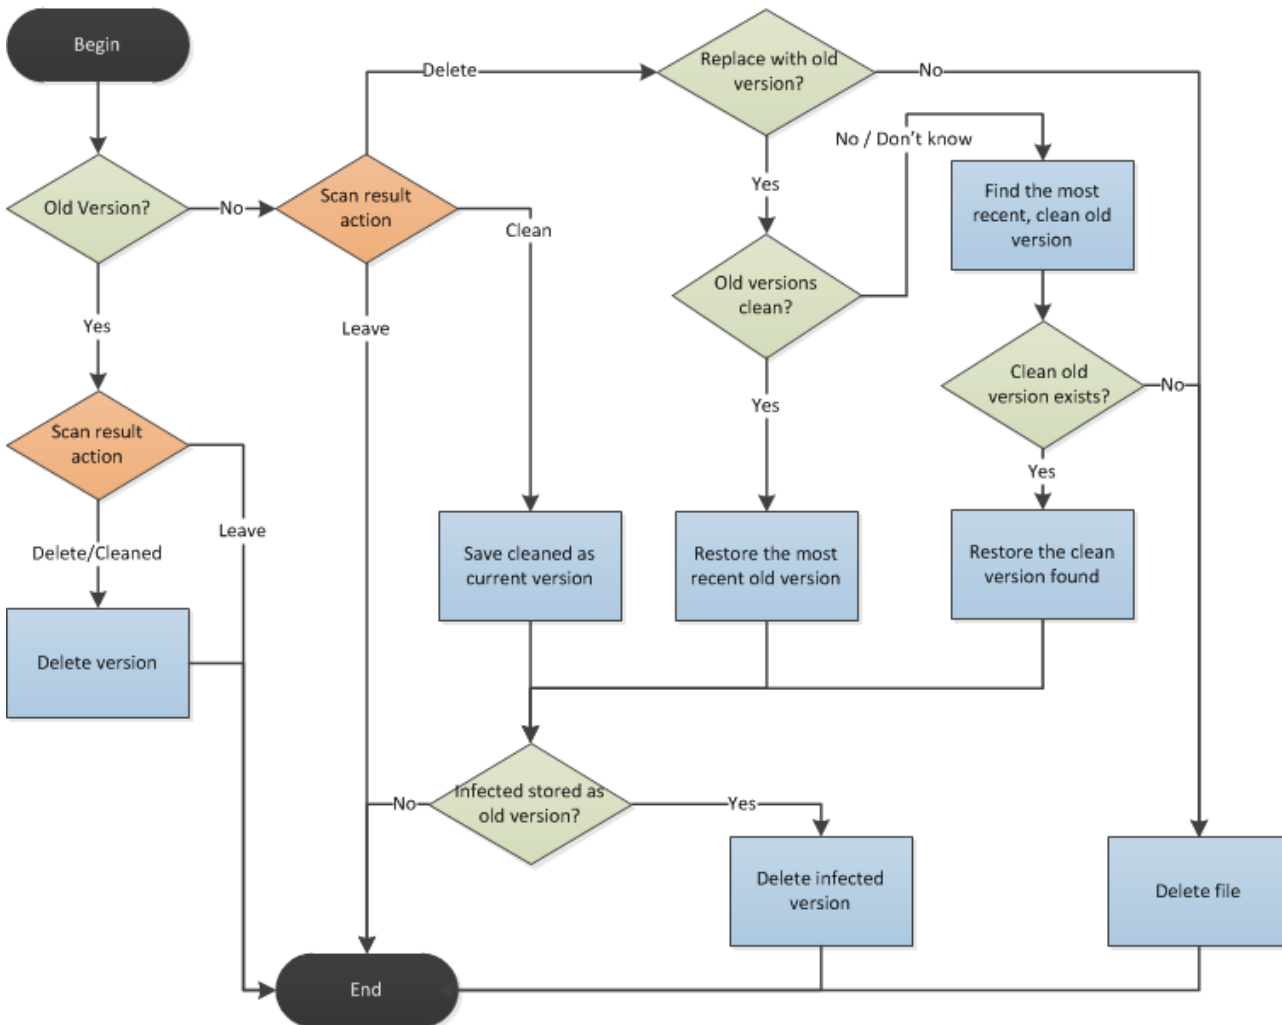 Begin
Delete
Replace with old
version?
No
No / Don't know
Old Version?
No
Scan result
action
Clean
Yes
Find the most
recent, clean old
version
Old versions
clean?
Yes
Leave
Clean old
version exists?
No
Yes
Scan result
action
Yes
Leave
Delete/Cleaned
Save cleaned as
current version
Restore the most
recent old version
Restore the clean
version found
Delete version
Infected stored as
old version?
No
Yes
Delete infected
version
Delete file
End